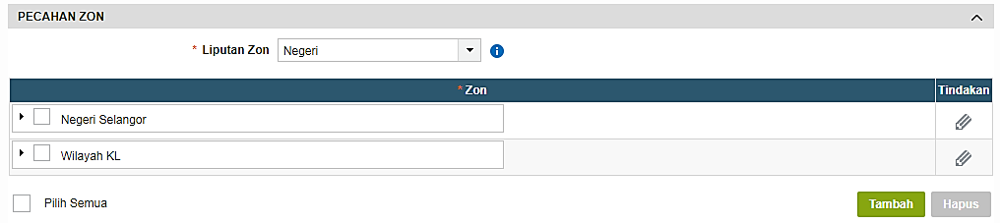 PECAHAN ZON
* Liputan Zon Negeri
* Zon Tindakan
Negeri Selangor
Wilayah KL
Pilih Semua Tambah Hapus